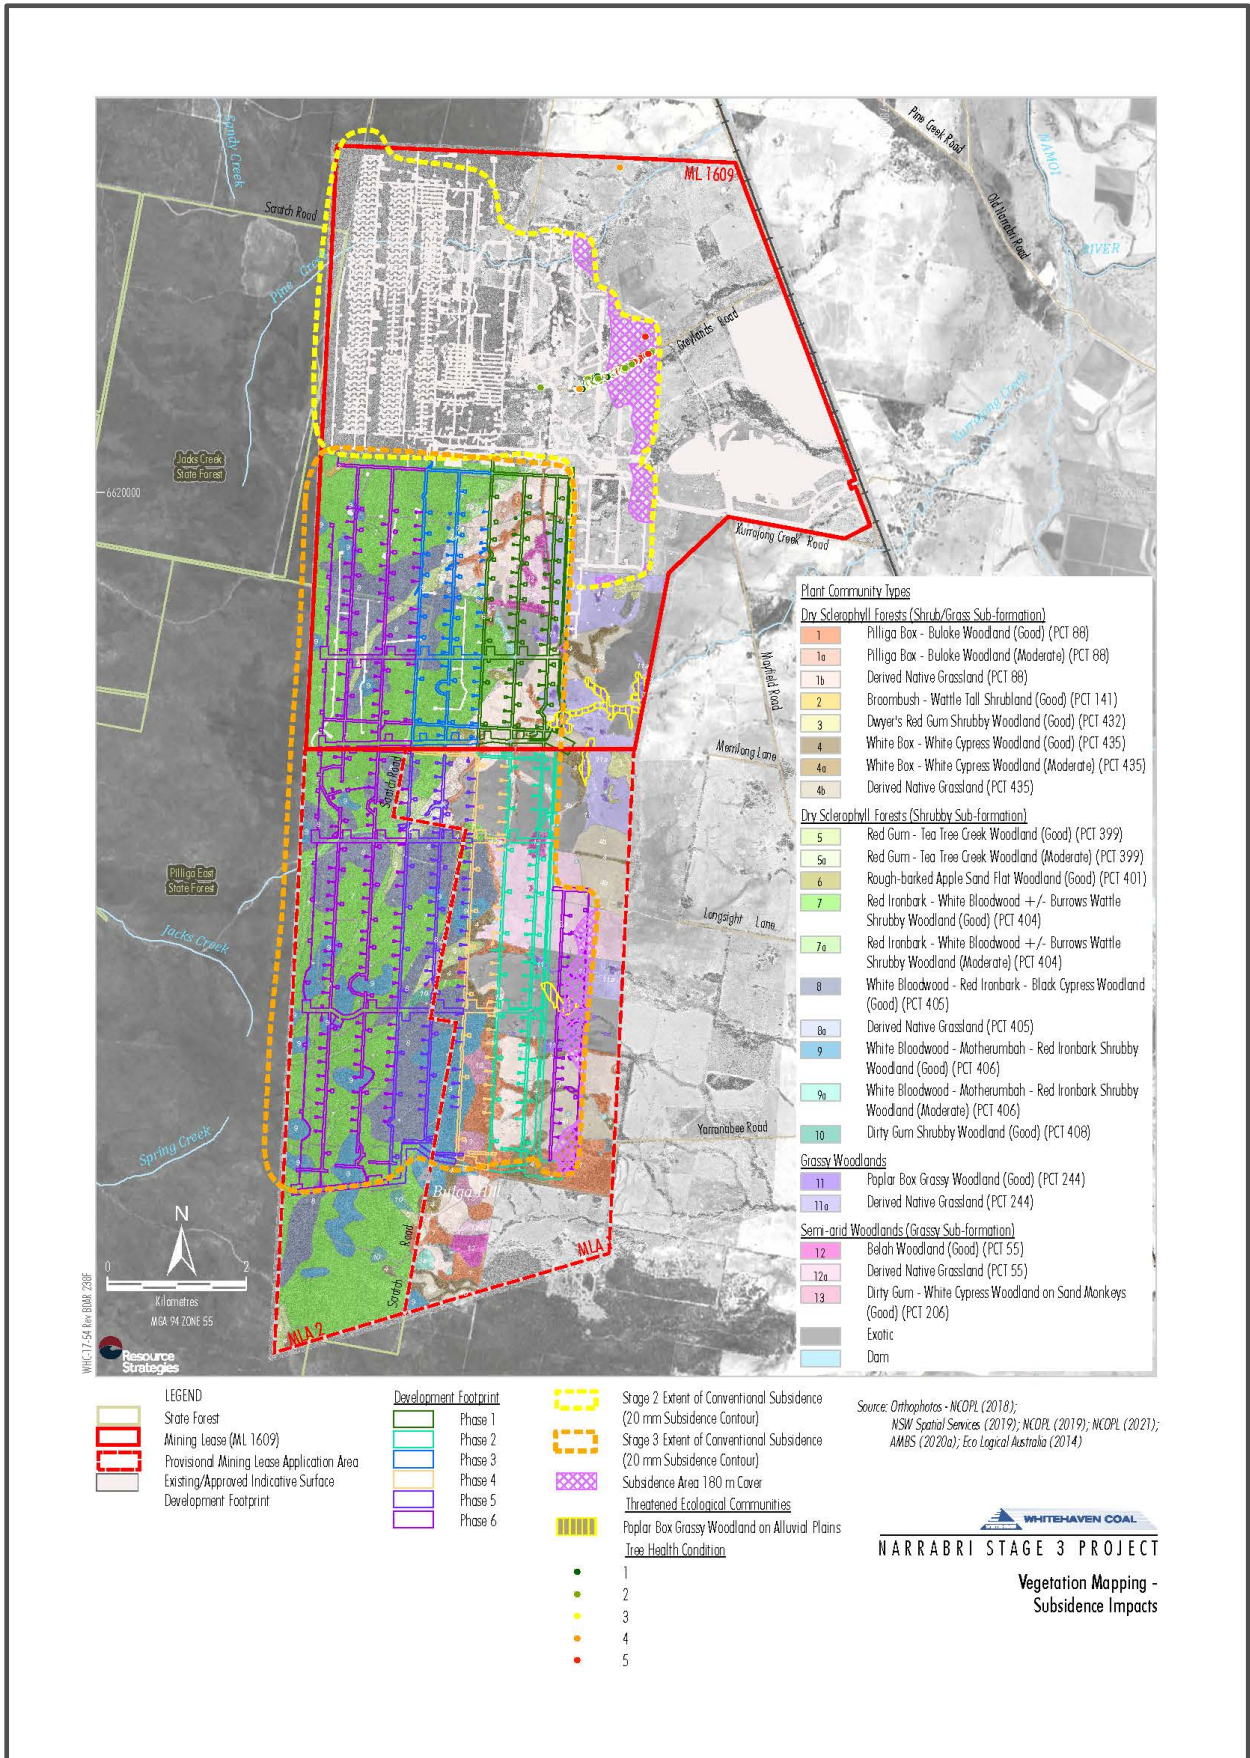 Sandy Creek
Scratch Road
Pine Creek
ML 1609
Pine Creek Road
NAMOI
Old Narrabri Road
RIVER
Greylands Road
Kurrajong Creek
Jacks Creek
State Forest
6620000
Kurrajong Creek Road
Mayfield Road
Merrilong Lane
Scratch Road
Pilliga East
State Forest
Jacks Creek
Longsight Lane
Spring Creek
Yarranabee Road
Bulga Hill
Scratch Road
MLA
MLA 2
N
0 2
Kilometres
MGA 94 ZONE 55
WHC-17-54 Rev BDAR 238F
Resource
Strategies
Plant Community Types
Dry Sclerophyll Forests (Shrub/Grass Sub-formation)
1 Pilliga Box - Buloke Woodland (Good) (PCT 88)
1a Pilliga Box - Buloke Woodland (Moderate) (PCT 88)
1b Derived Native Grassland (PCT 88)
2 Broombush - Wattle Tall Shrubland (Good) (PCT 141)
3 Dwyer's Red Gum Shrubby Woodland (Good) (PCT 432)
4 White Box - White Cypress Woodland (Good) (PCT 435)
4a White Box - White Cypress Woodland (Moderate) (PCT 435)
4b Derived Native Grassland (PCT 435)
Dry Sclerophyll Forests (Shrubby Sub-formation)
5 Red Gum - Tea Tree Creek Woodland (Good) (PCT 399)
5a Red Gum - Tea Tree Creek Woodland (Moderate) (PCT 399)
6 Rough-barked Apple Sand Flat Woodland (Good) (PCT 401)
7 Red Ironbark - White Bloodwood +/- Burrows Wattle
Shrubby Woodland (Good) (PCT 404)
7a Red Ironbark - White Bloodwood +/- Burrows Wattle
Shrubby Woodland (Moderate) (PCT 404)
8 White Bloodwood - Red Ironbark - Black Cypress Woodland
(Good) (PCT 405)
8a Derived Native Grassland (PCT 405)
9 White Bloodwood - Motherumbah - Red Ironbark Shrubby
Woodland (Good) (PCT 406)
9a White Bloodwood - Motherumbah - Red Ironbark Shrubby
Woodland (Moderate) (PCT 406)
10 Dirty Gum Shrubby Woodland (Good) (PCT 408)
Grassy Woodlands
11 Poplar Box Grassy Woodland (Good) (PCT 244)
11a Derived Native Grassland (PCT 244)
Semi-arid Woodlands (Grassy Sub-formation)
12 Belah Woodland (Good) (PCT 55)
12a Derived Native Grassland (PCT 55)
13 Dirty Gum - White Cypress Woodland on Sand Monkeys
(Good) (PCT 206)
Exotic
Dam
LEGEND
State Forest
Mining Lease (ML 1609)
Provisional Mining Lease Application Area
Existing/Approved Indicative Surface
Development Footprint
Development Footprint
Phase 1
Phase 2
Phase 3
Phase 4
Phase 5
Phase 6
Stage 2 Extent of Conventional Subsidence
(20 mm Subsidence Contour)
Stage 3 Extent of Conventional Subsidence
(20 mm Subsidence Contour)
Subsidence Area 180 m Cover
Threatened Ecological Communities
Poplar Box Grassy Woodland on Alluvial Plains
Tree Health Condition
1
2
3
4
5
Source: Orthophotos - NCOPL (2018);
NSW Spatial Services (2019); NCOPL (2019); NCOPL (2021);
AMBS (2020a); Eco Logical Australia (2014)
WHITEHAVEN COAL
NARRABRI STAGE 3 PROJECT
Vegetation Mapping -
Subsidence Impacts